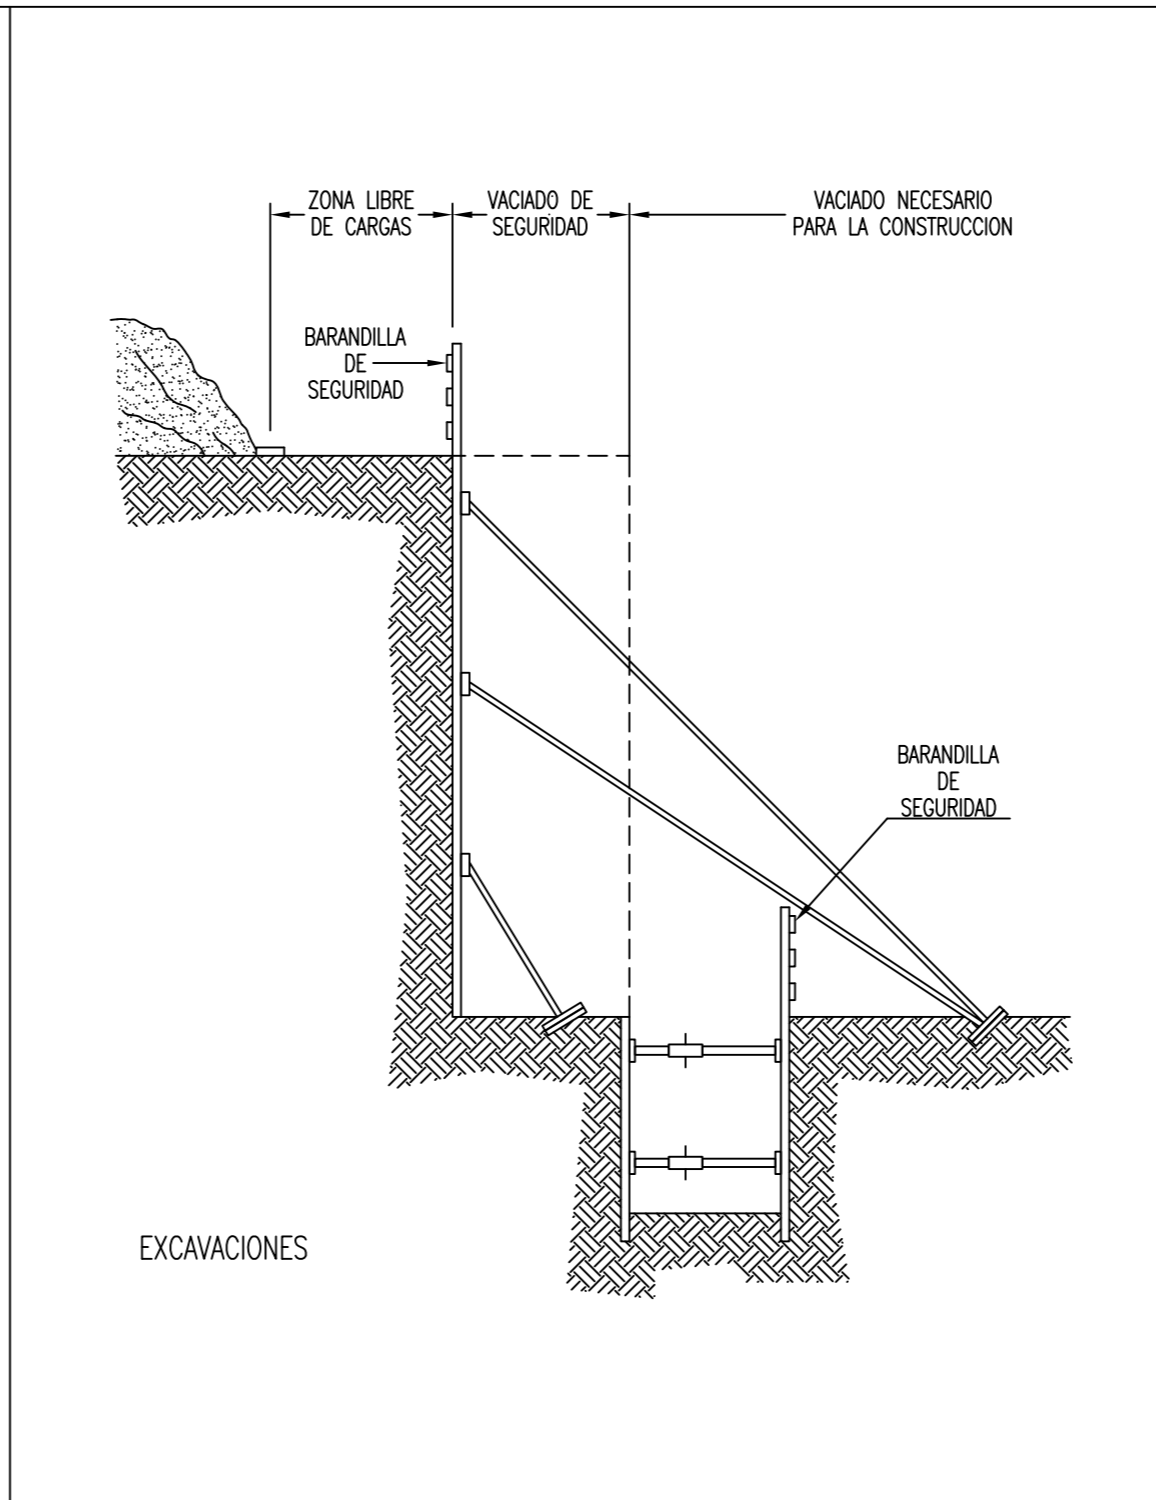 ZONA LIBRE
DE CARGAS
VACIADO DE
SEGURIDAD
VACIADO NECESARIO
PARA LA CONSTRUCCION
BARANDILLA
DE
SEGURIDAD
BARANDILLA
DE
SEGURIDAD
EXCAVACIONES